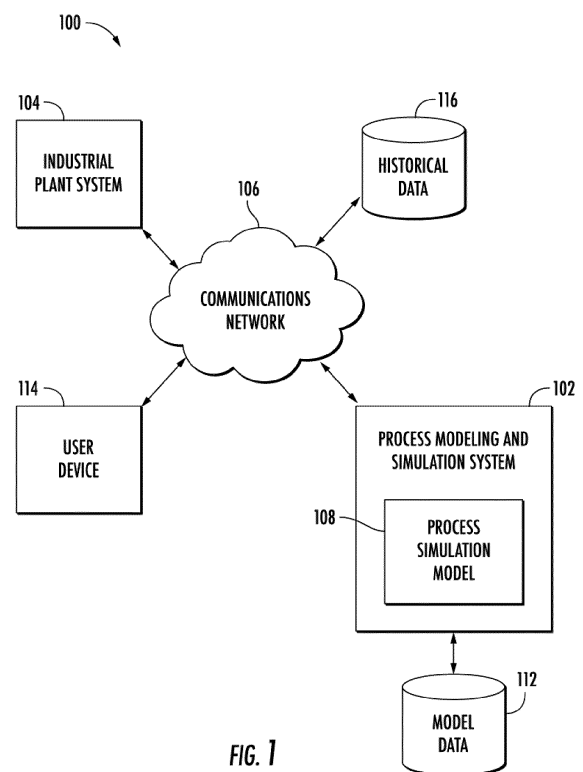 100
104
116
INDUSTRIAL
PLANT SYSTEM
HISTORICAL
DATA
106
COMMUNICATIONS
NETWORK
114
102
USER
DEVICE
PROCESS MODELING AND
SIMULATION SYSTEM
108
PROCESS
SIMULATION
MODEL
112
MODEL
DATA
FIG. 1